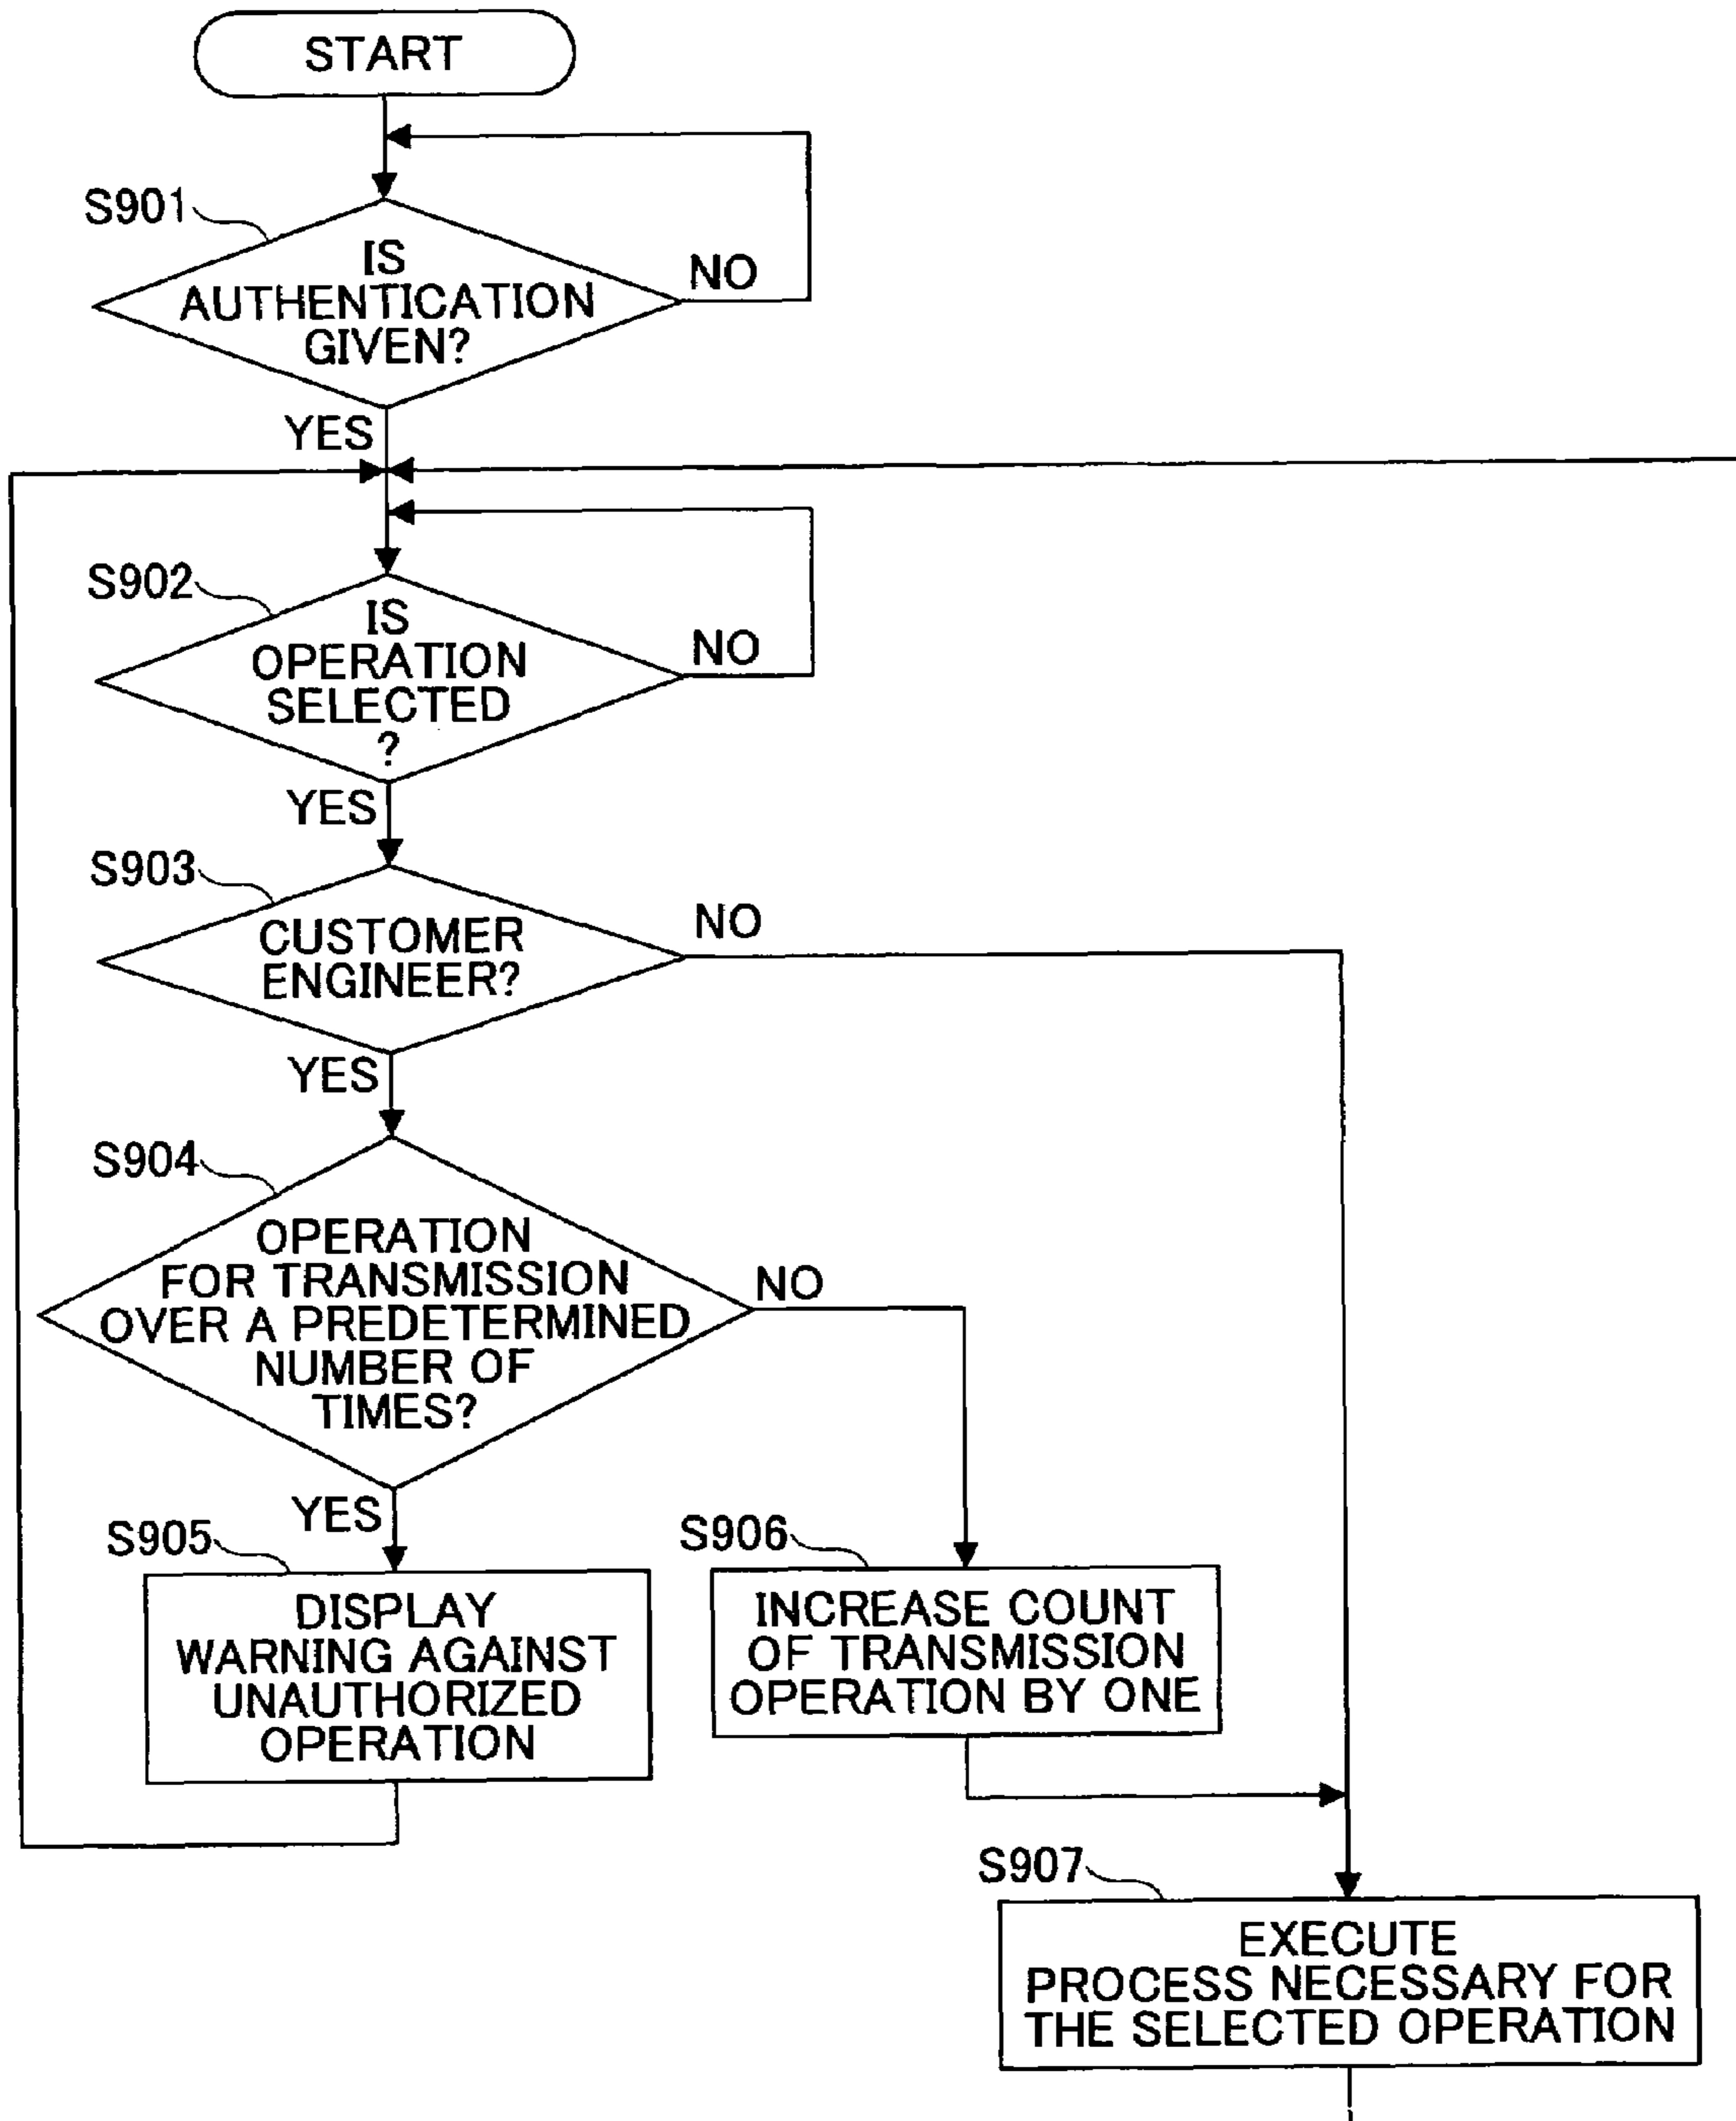 START
S901
IS
AUTHENTICATION
GIVEN?
NO
YES
S902
IS
OPERATION
SELECTED
?
NO
YES
S903
CUSTOMER
ENGINEER?
NO
YES
S904
OPERATION
FOR TRANSMISSION
OVER A PREDETERMINED
NUMBER OF
TIMES?
NO
YES
S905
DISPLAY
WARNING AGAINST
UNAUTHORIZED
OPERATION
S906
INCREASE COUNT
OF TRANSMISSION
OPERATION BY ONE
S907
EXECUTE
PROCESS NECESSARY FOR
THE SELECTED OPERATION